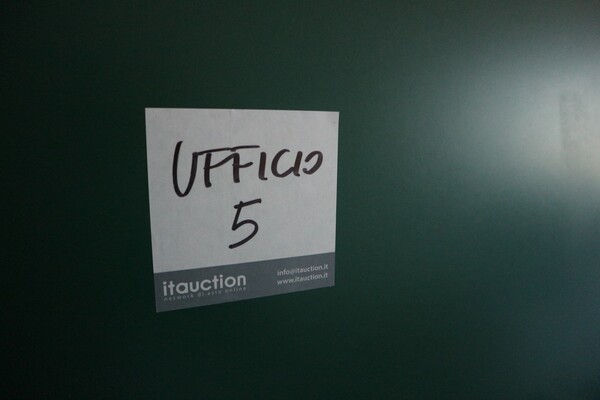 UFFICIO
5
itauction
network di aste online
info@itauction.it
www.itauction.it